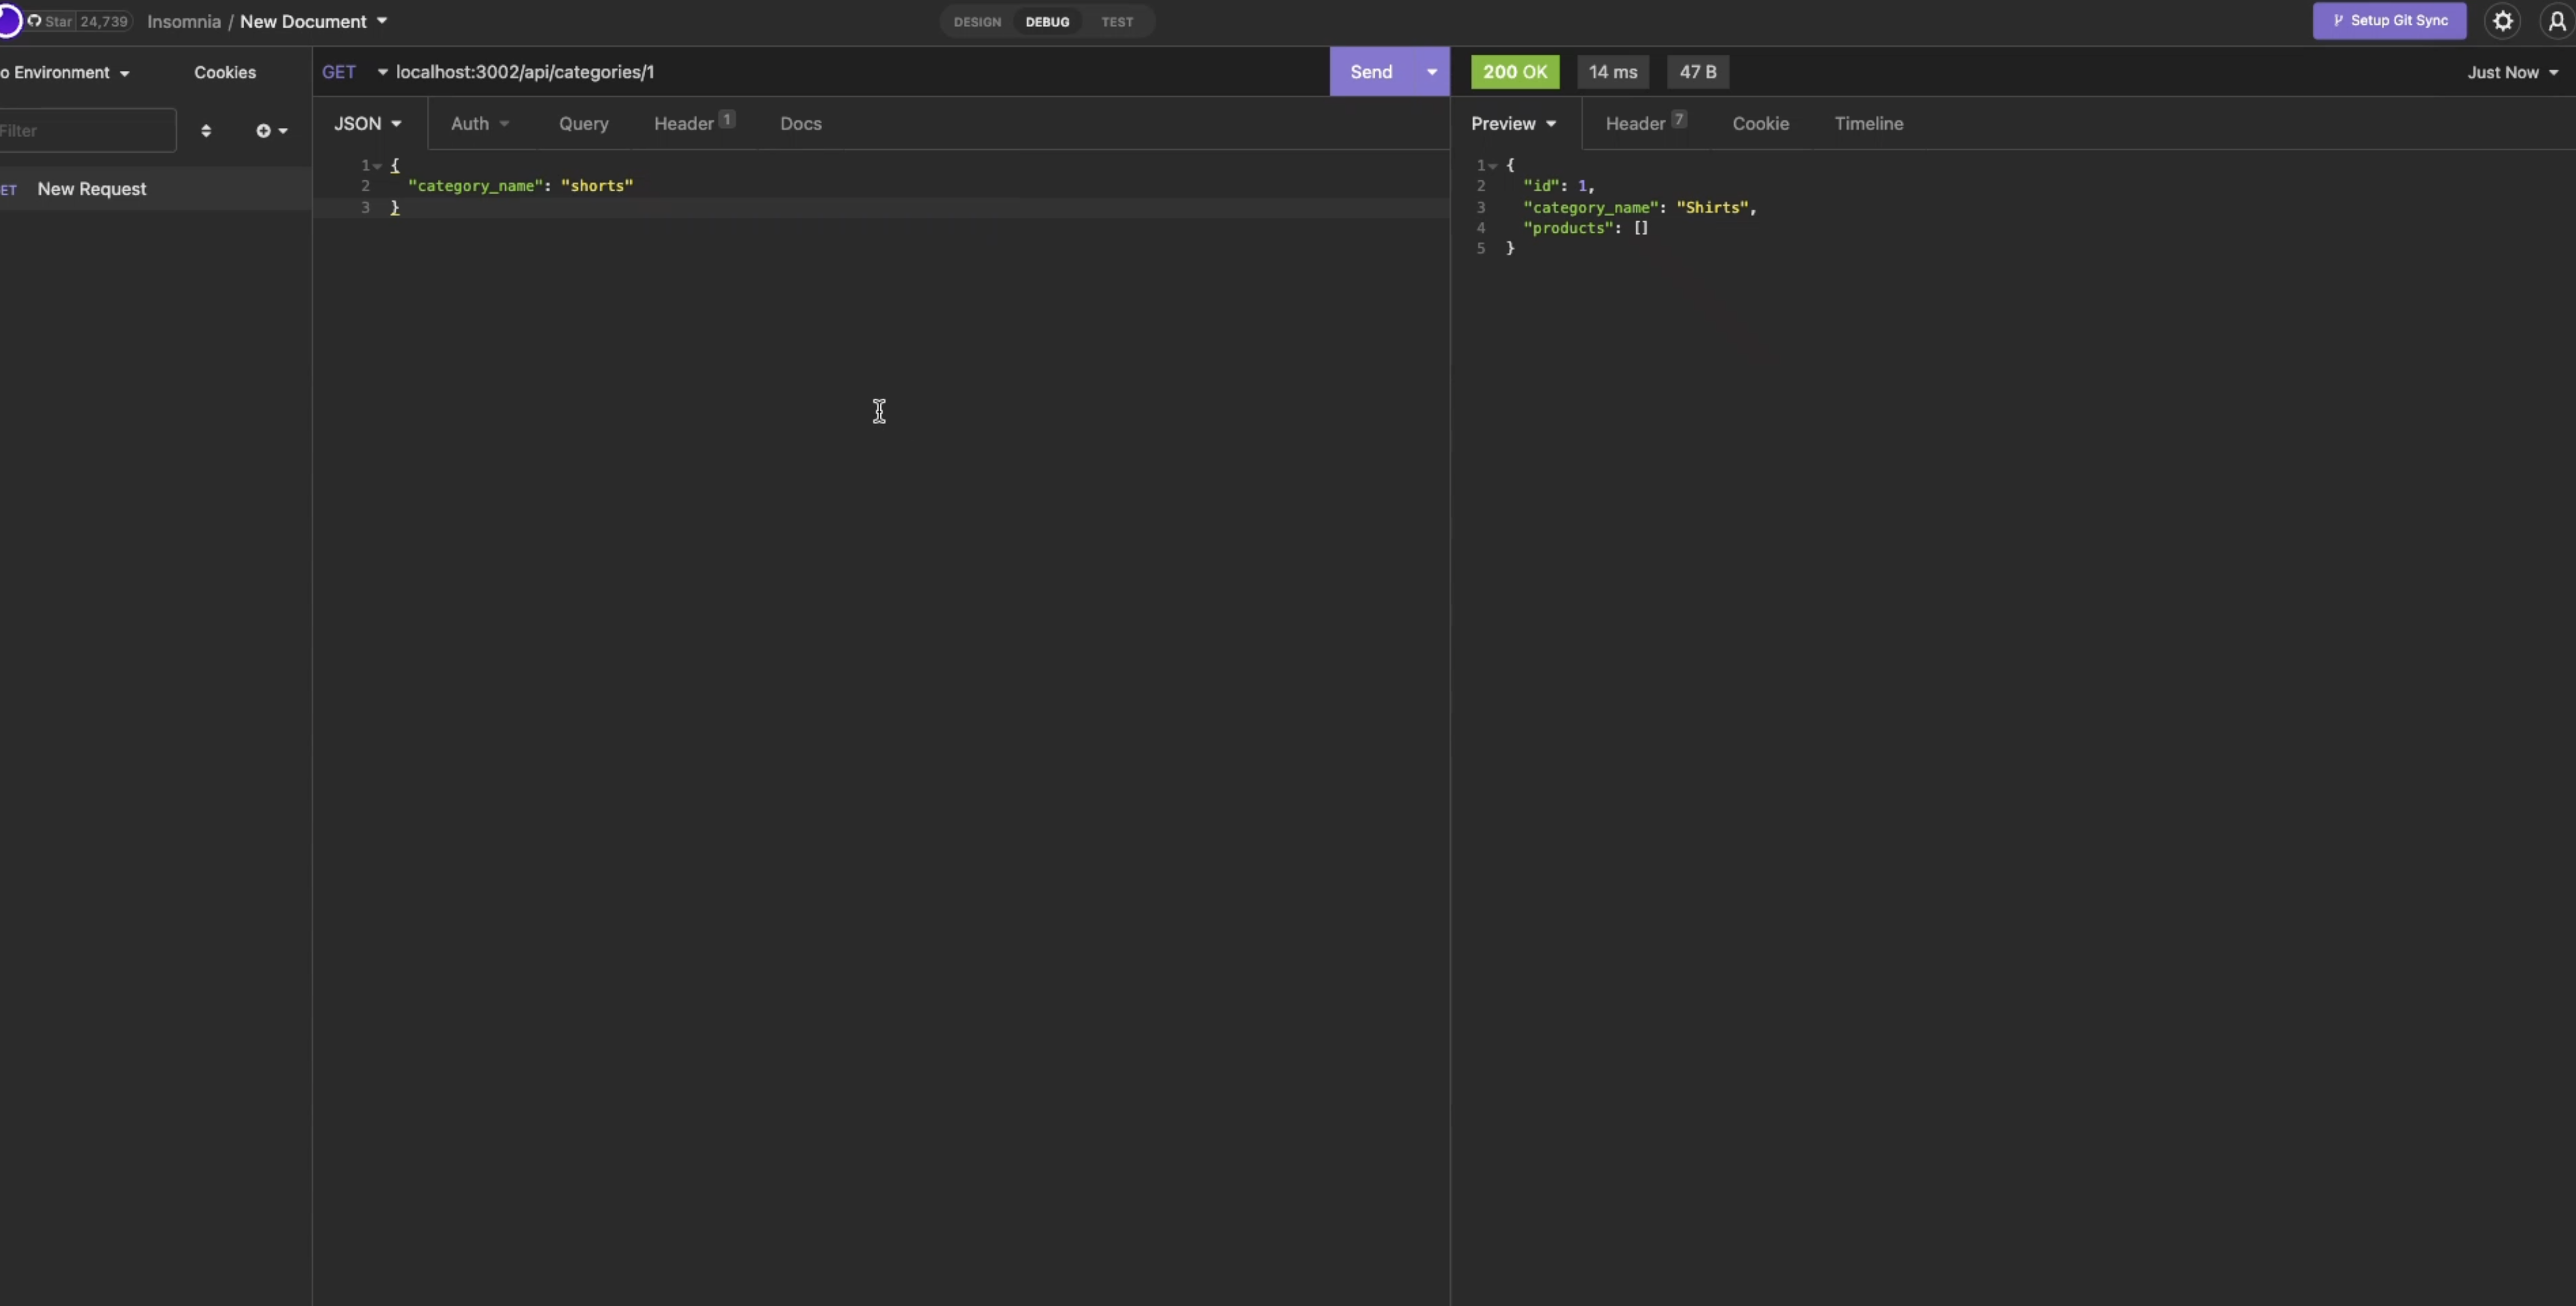 Star 24,739 Insomnia / New Document DESIGN DEBUG TEST Setup Git Sync
o Environment Cookies GET localhost:3002/api/categories/1 Send 200 OK 14 ms 47 B Just Now
Filter JSON Auth Query Header 1 Docs Preview Header 7 Cookie Timeline
ET New Request
1 {
2 "category_name": "shorts"
3 }
1 {
2 "id": 1,
3 "category_name": "Shirts",
4 "products": []
5 }